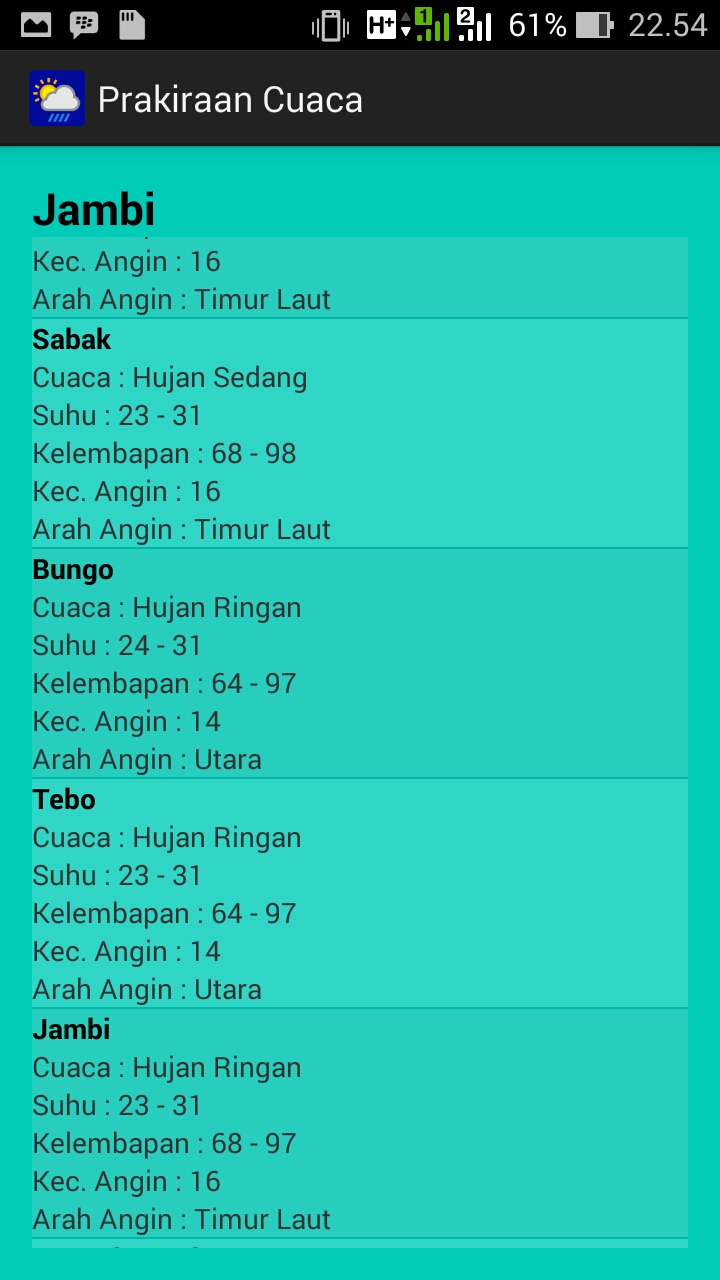 H+
1
2
61%
22.54
Prakiraan Cuaca
Jambi
Kec. Angin : 16
Arah Angin : Timur Laut
Sabak
Cuaca : Hujan Sedang
Suhu : 23 - 31
Kelembapan : 68 - 98
Kec. Angin : 16
Arah Angin : Timur Laut
Bungo
Cuaca : Hujan Ringan
Suhu : 24 - 31
Kelembapan : 64 - 97
Kec. Angin : 14
Arah Angin : Utara
Tebo
Cuaca : Hujan Ringan
Suhu : 23 - 31
Kelembapan : 64 - 97
Kec. Angin : 14
Arah Angin : Utara
Jambi
Cuaca : Hujan Ringan
Suhu : 23 - 31
Kelembapan : 68 - 97
Kec. Angin : 16
Arah Angin : Timur Laut